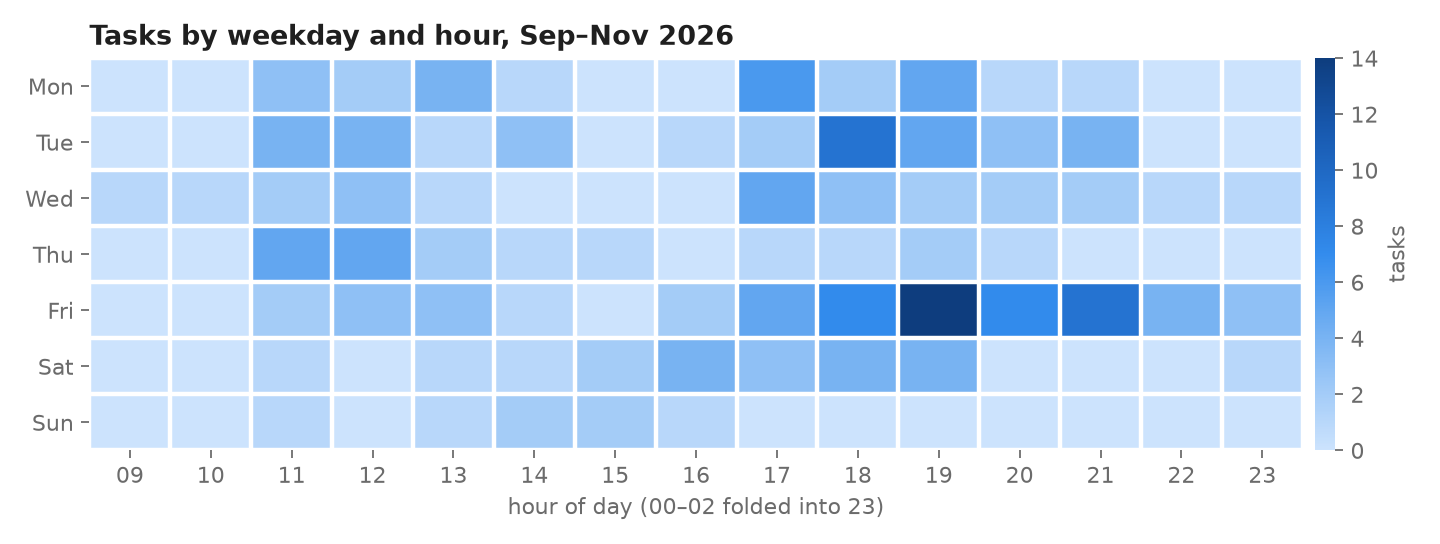 Tasks by weekday and hour, Sep–Nov 2026
Mon
Tue
Wed
Thu
Fri
Sat
Sun
09 10 11 12 13 14 15 16 17 18 19 20 21 22 23
hour of day (00–02 folded into 23)
14
12
10
8
6
4
2
0
tasks